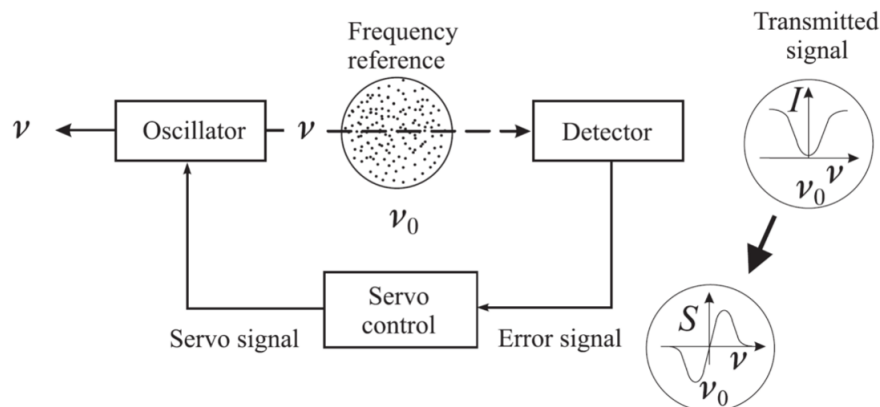 Frequency
reference
Transmitted
signal
ν
Oscillator
ν
Detector
I
ν
ν₀
ν₀
Servo
control
Servo signal
Error signal
S
ν
ν₀